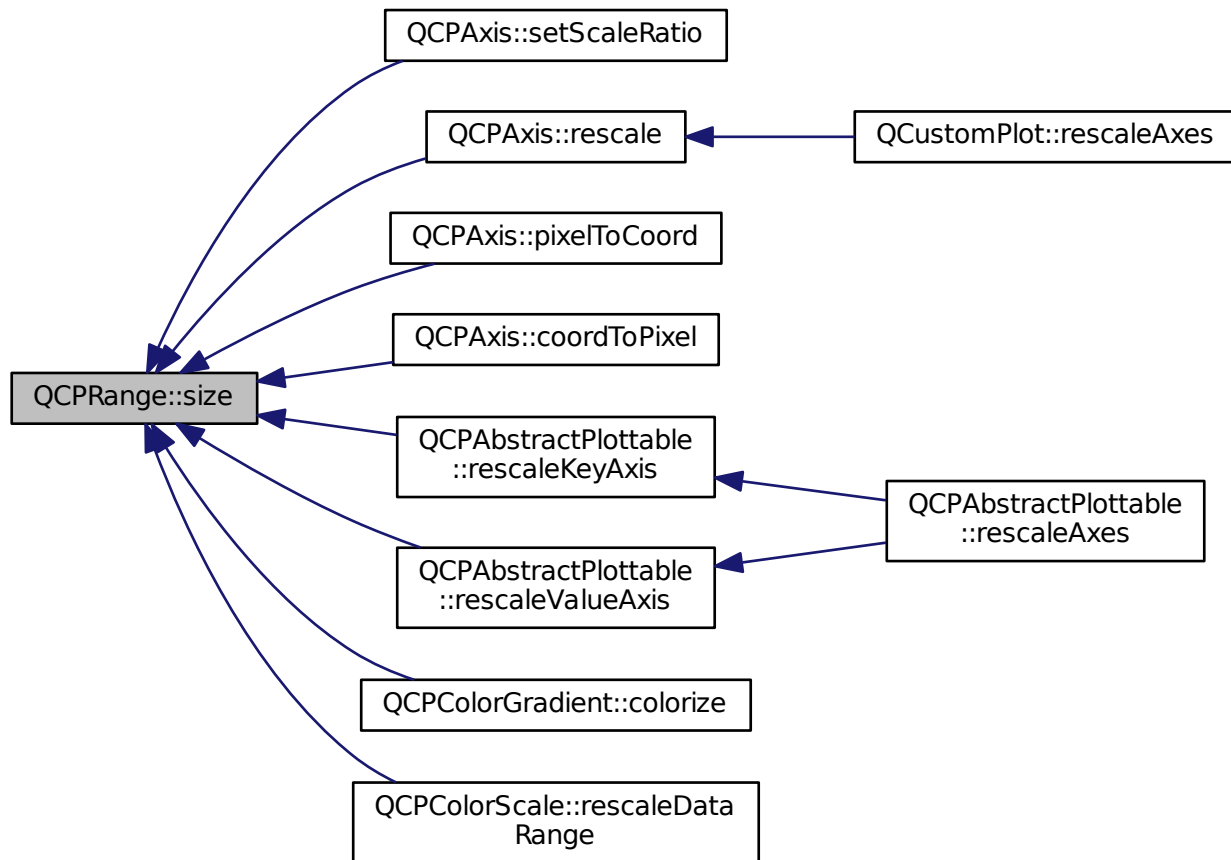 QCPAxis::setScaleRatio
QCPAxis::rescale
QCustomPlot::rescaleAxes
QCPAxis::pixelToCoord
QCPAxis::coordToPixel
QCPRange::size
QCPAbstractPlottable
::rescaleKeyAxis
QCPAbstractPlottable
::rescaleAxes
QCPAbstractPlottable
::rescaleValueAxis
QCPColorGradient::colorize
QCPColorScale::rescaleData
Range